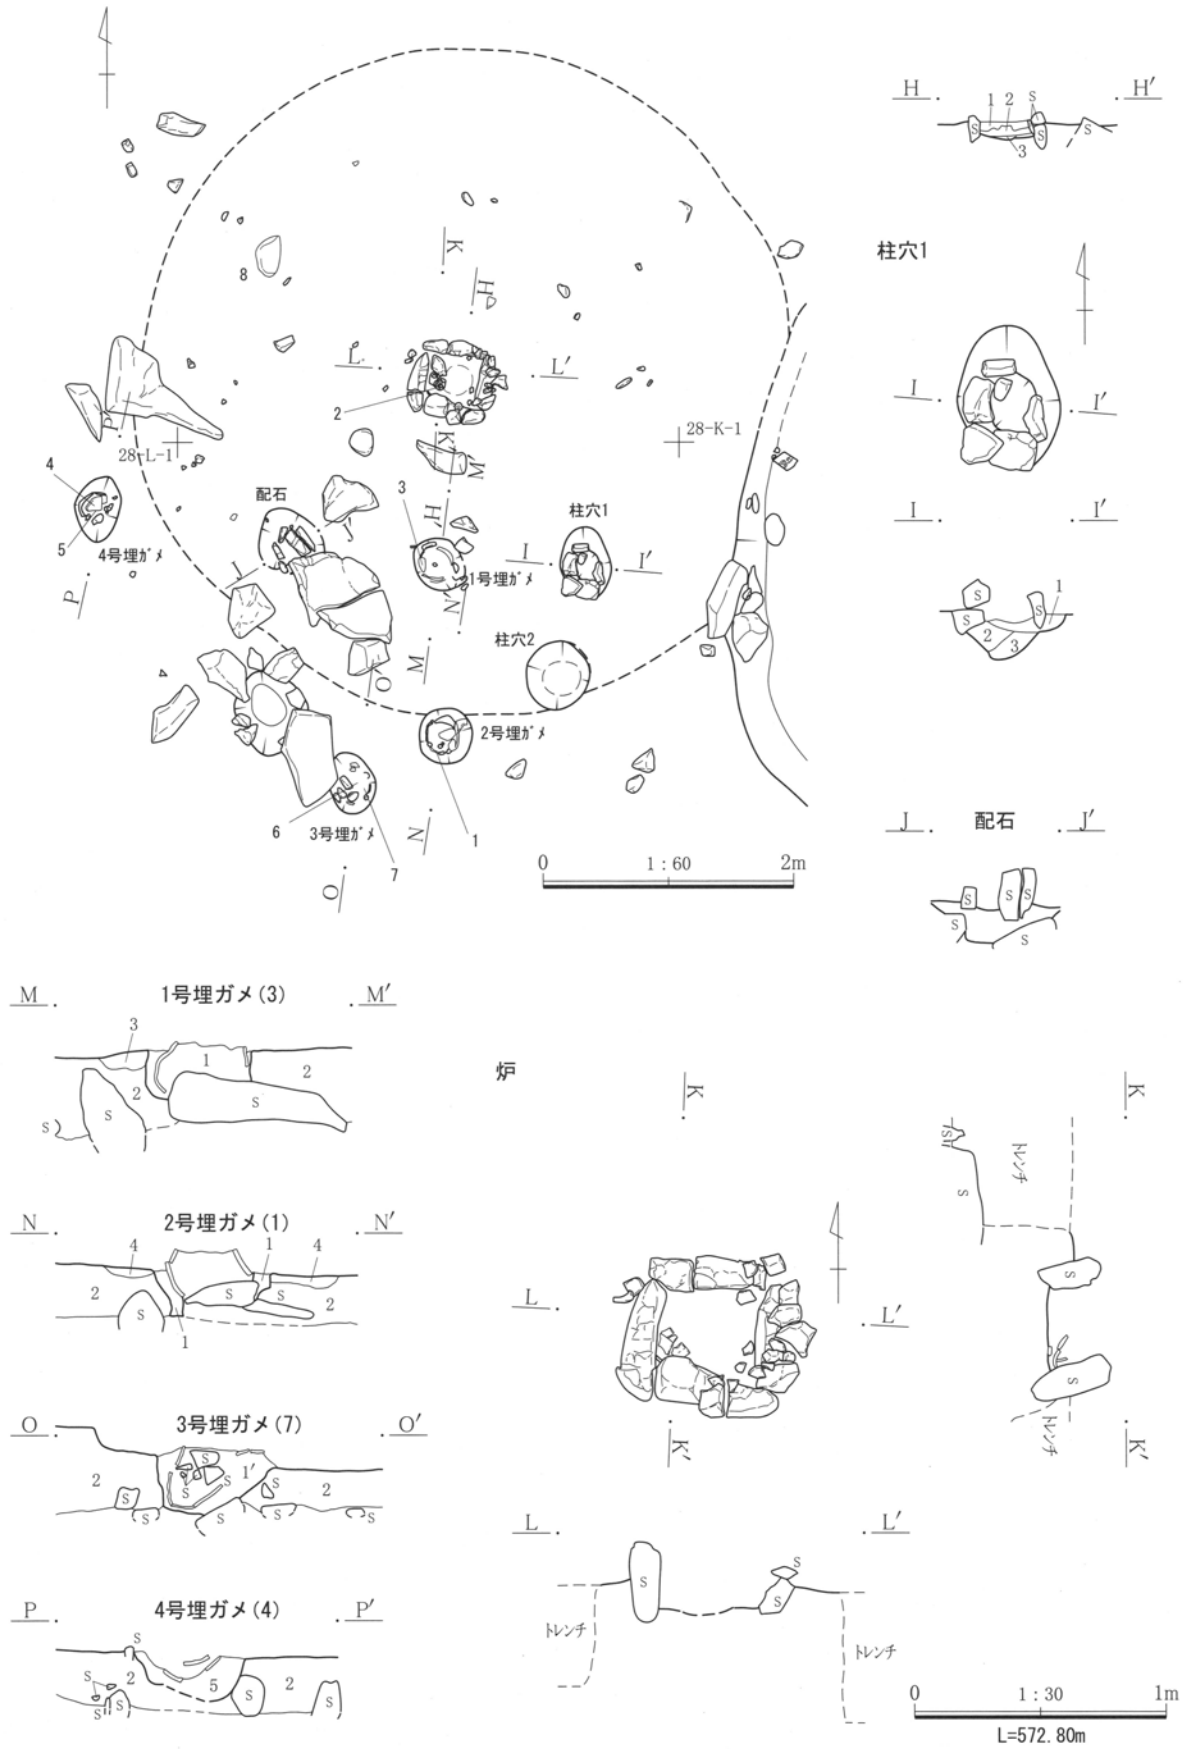 H H′
1 2 S
S S S
3
柱穴1
K
H
8
L L′
2
K′
P′
28-L-1
28-K-1
M′
4
配石
3
H′
柱穴1
I I′
5
4号埋ガメ
J′
J
1号埋ガメ
N′
P
柱穴2
M
O′
2号埋ガメ
6
3号埋ガメ
N
1
7
O
0 1:60 2m
I I′
I I′
S
1
S S
2
3
J 配石 J′
S S S
S
S
M 1号埋ガメ(3) M′
3
1
2
2
S
S
S
N 2号埋ガメ(1) N′
4 1 4
2
S S S
2
1
O 3号埋ガメ(7) O′
S
1′
2
S S
S
2
S
S S S S
P 4号埋ガメ(4) P′
S
S
2
5
2
S
S
S
S
炉
K
K
S
トレンチ
S
L L′
S
S
トレンチ
K′
K′
L L′
S
S
S
トレンチ
トレンチ
0 1:30 1m
L=572.80m